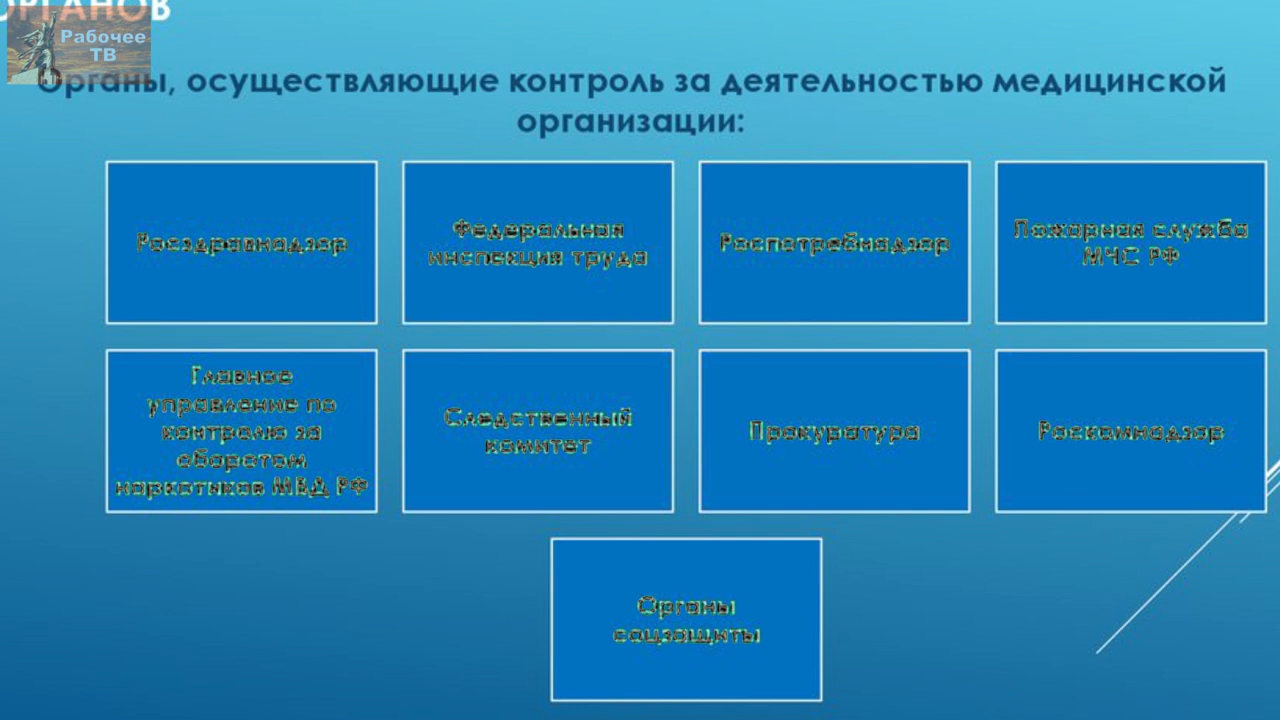 ОРГАНОВ
Рабочее
ТВ
Органы, осуществляющие контроль за деятельностью медицинской
организации:
Росздравнадзор
Федеральная
инспекция труда
Роспотребнадзор
Пожарная служба
МЧС РФ
Главное
управление по
контролю за
оборотом
наркотиков МВД РФ
Следственный
комитет
Прокуратура
Роскомнадзор
Органы
соцзащиты